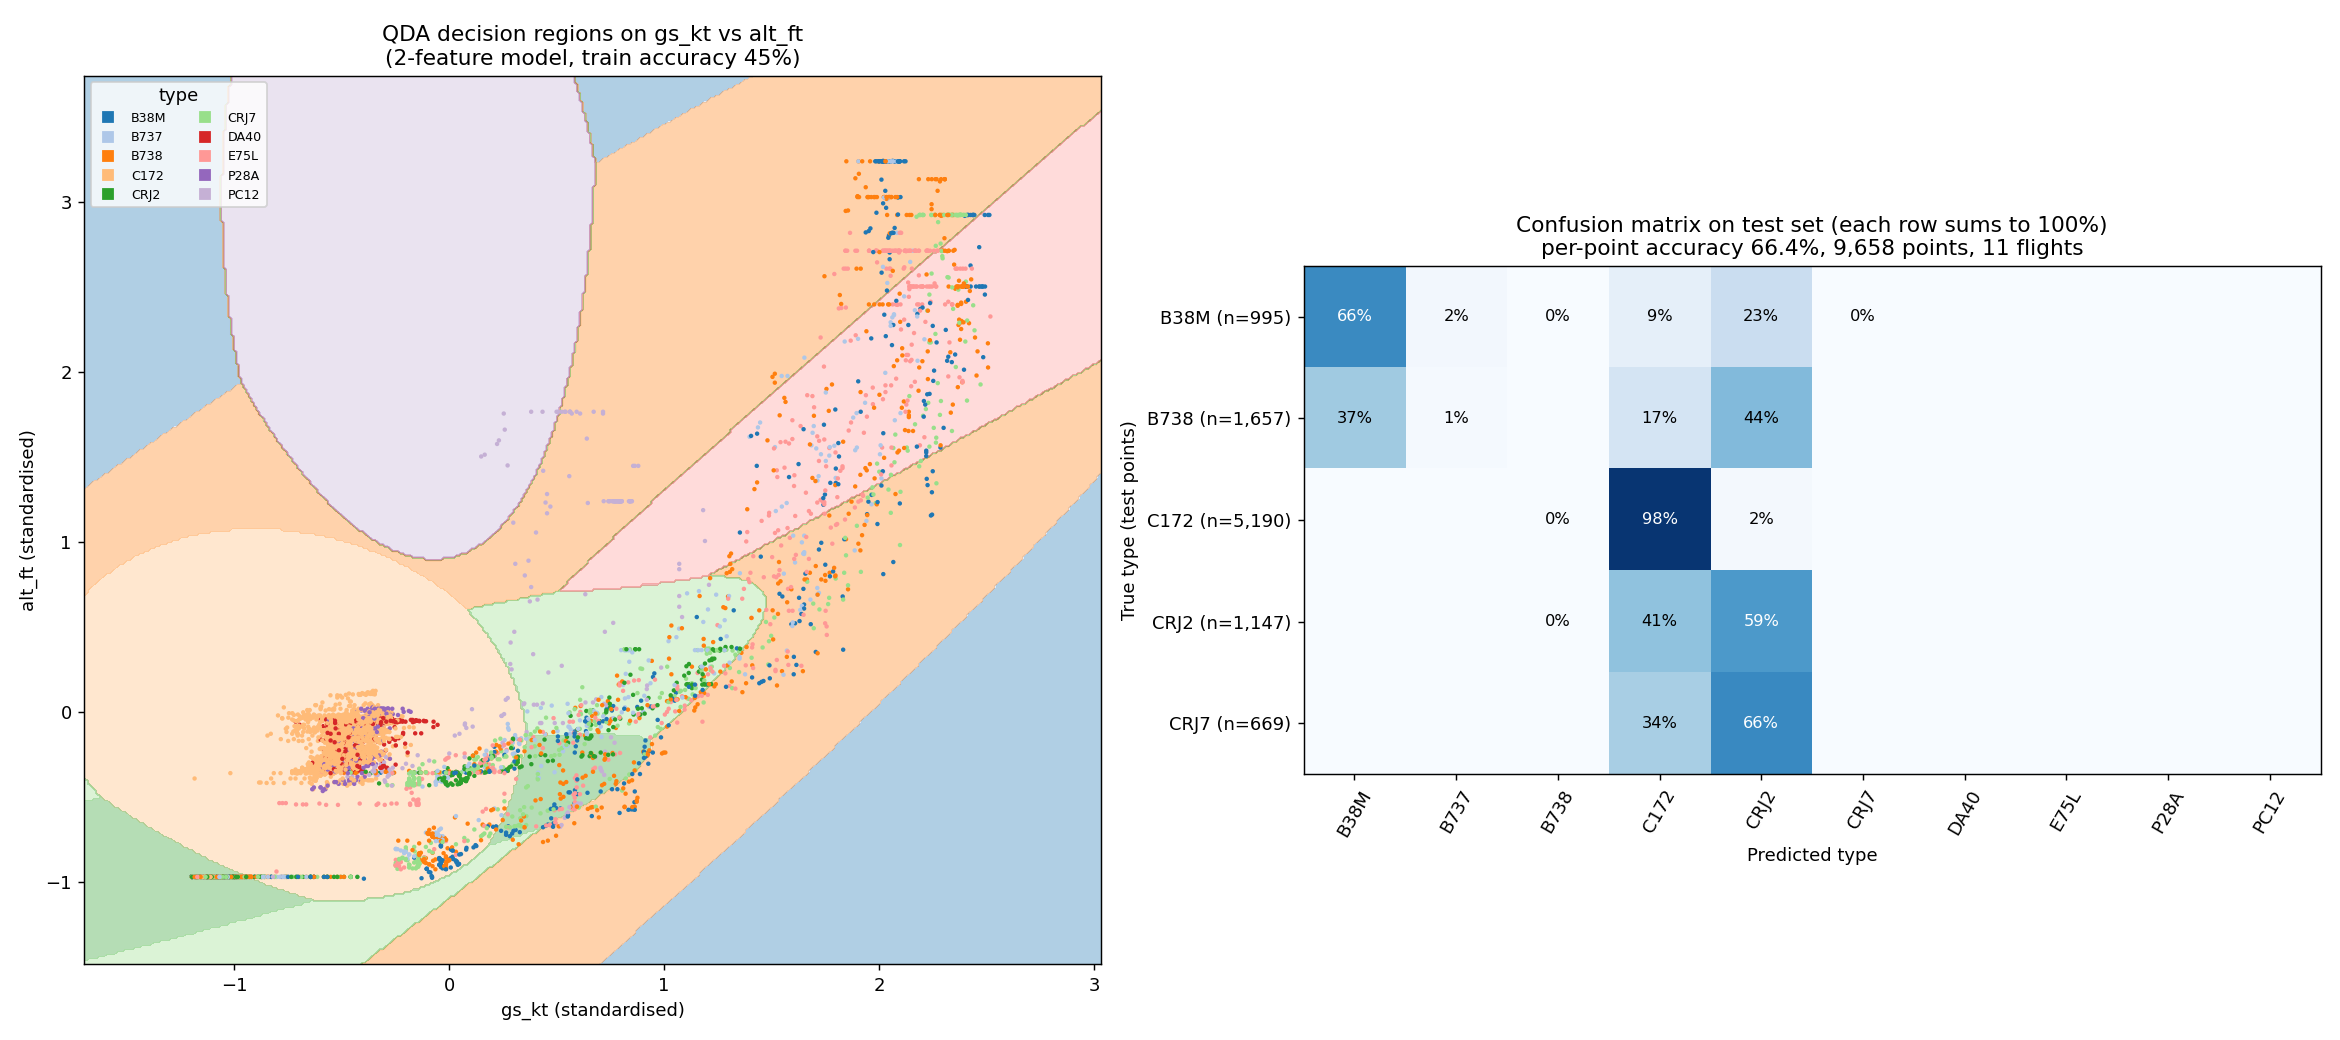 QDA decision regions on gs_kt vs alt_ft
(2-feature model, train accuracy 45%)
type
B38M
B737
B738
C172
CRJ2
CRJ7
DA40
E75L
P28A
PC12
3
2
1
0
−1
alt_ft (standardised)
−1
0
1
2
3
gs_kt (standardised)
Confusion matrix on test set (each row sums to 100%)
per-point accuracy 66.4%, 9,658 points, 11 flights
True type (test points)
B38M (n=995)
66% 2% 0% 9% 23% 0%
B738 (n=1,657)
37% 1% 17% 44%
C172 (n=5,190)
0% 98% 2%
CRJ2 (n=1,147)
0% 41% 59%
CRJ7 (n=669)
34% 66%
B38M
B737
B738
C172
CRJ2
CRJ7
DA40
E75L
P28A
PC12
Predicted type